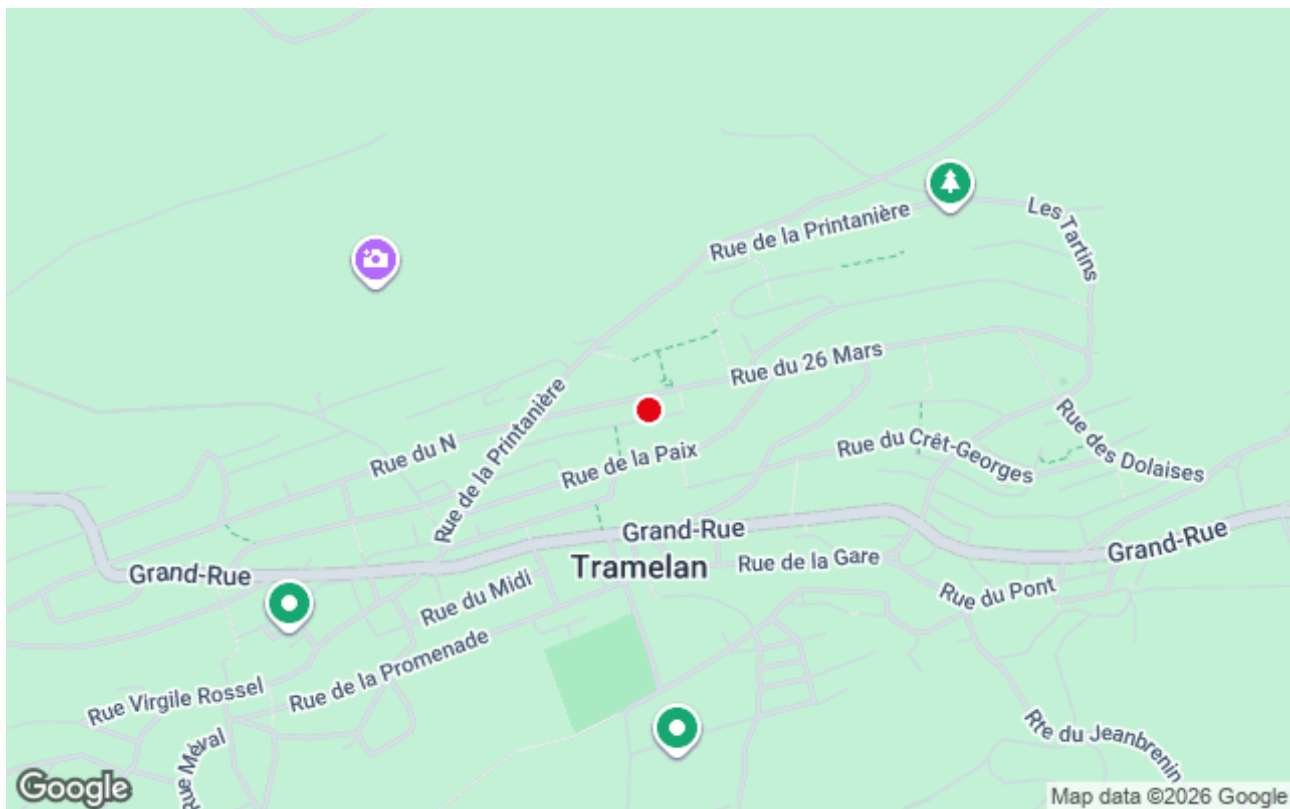 Rue de la Printanière
Les Tartins
Rue du 26 Mars
Rue de la Printanière
Rue du N
Rue de la Paix
Rue du Crêt-Georges
Rue des Dolaises
Grand-Rue
Grand-Rue
Grand-Rue
Tramelan
Rue de la Gare
Rue du Midi
Rue du Pont
Rue de la Promenade
Rue Virgile Rossel
Rue Méval
Rte du Jeanbrenin
Google
Map data ©2026 Google